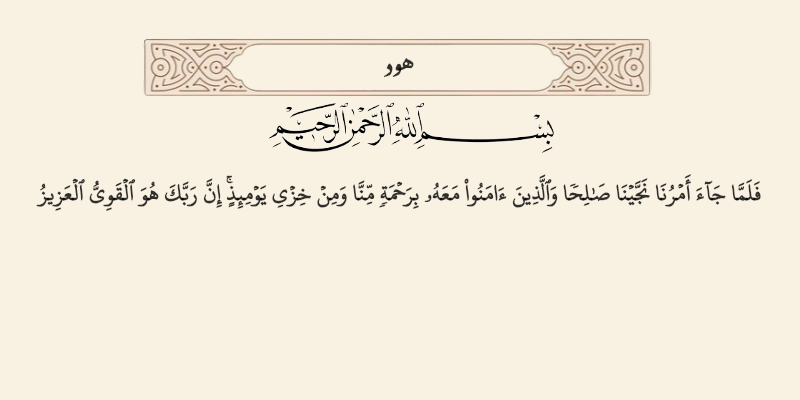 هود
بِسْمِ ٱللَّهِ ٱلرَّحْمَٰنِ ٱلرَّحِيمِ
فَلَمَّا جَآءَ أَمْرُنَا نَجَّيْنَا صَٰلِحًا وَٱلَّذِينَ ءَامَنُوا۟ مَعَهُۥ بِرَحْمَةٍ مِّنَّا وَمِنْ خِزْىِ يَوْمِئِذٍ ۗ إِنَّ رَبَّكَ هُوَ ٱلْقَوِىُّ ٱلْعَزِيزُ